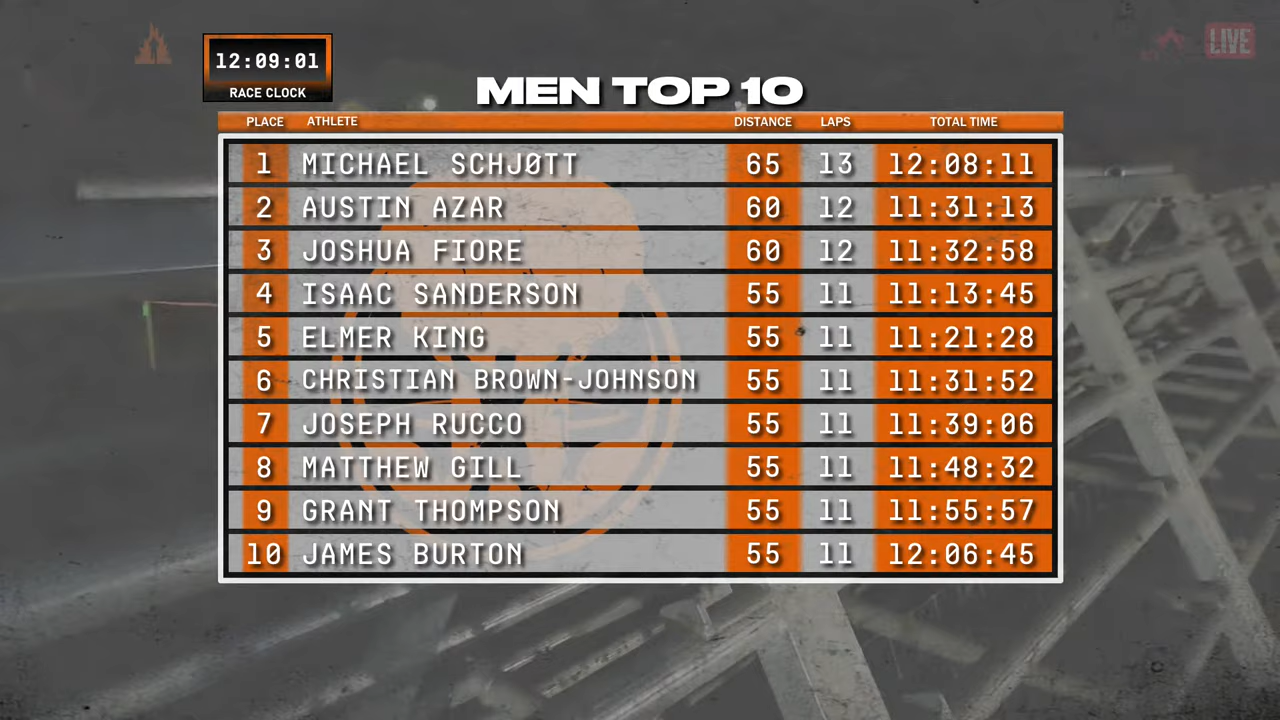 12:09:01
RACE CLOCK
LIVE
MEN TOP 10
PLACE ATHLETE DISTANCE LAPS TOTAL TIME
1 MICHAEL SCHJØTT 65 13 12:08:11
2 AUSTIN AZAR 60 12 11:31:13
3 JOSHUA FIORE 60 12 11:32:58
4 ISAAC SANDERSON 55 11 11:13:45
5 ELMER KING 55 11 11:21:28
6 CHRISTIAN BROWN-JOHNSON 55 11 11:31:52
7 JOSEPH RUCCO 55 11 11:39:06
8 MATTHEW GILL 55 11 11:48:32
9 GRANT THOMPSON 55 11 11:55:57
10 JAMES BURTON 55 11 12:06:45